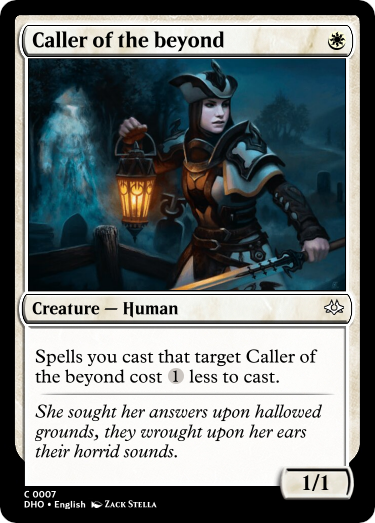 Caller of the beyond
Creature — Human
Spells you cast that target Caller of
the beyond cost 1 less to cast.
She sought her answers upon hallowed
grounds, they wrought upon her ears
their horrid sounds.
1/1
C 0007
DHO • English Zack Stella